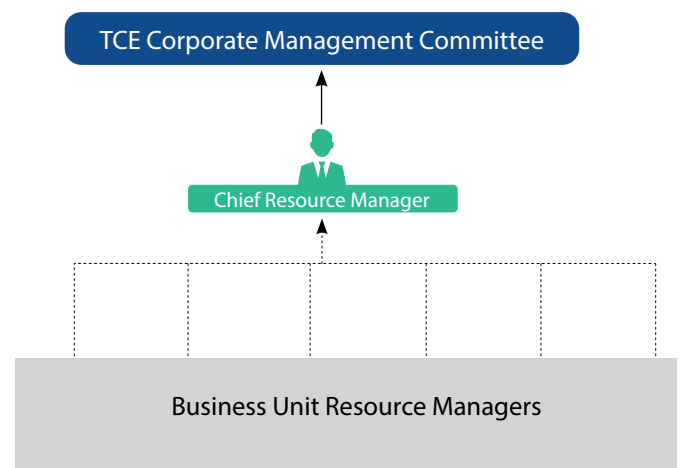 TCE Corporate Management Committee
Chief Resource Manager
Business Unit Resource Managers